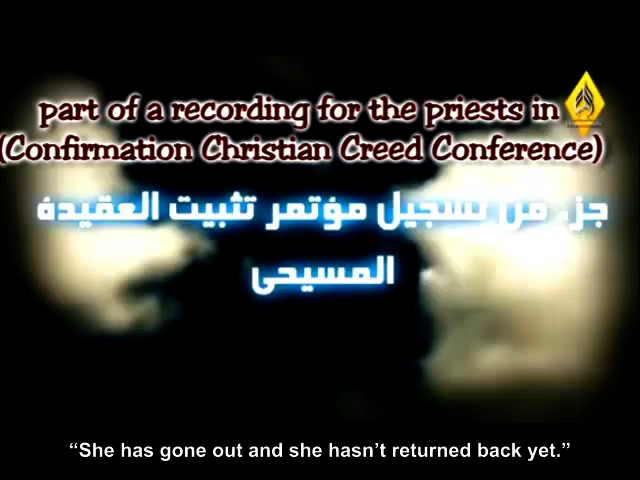 part of a recording for the priests in
(Confirmation Christian Creed Conference)
جزء من تسجيل مؤتمر تثبيت العقيدة
المسيحى
“She has gone out and she hasn’t returned back yet.”